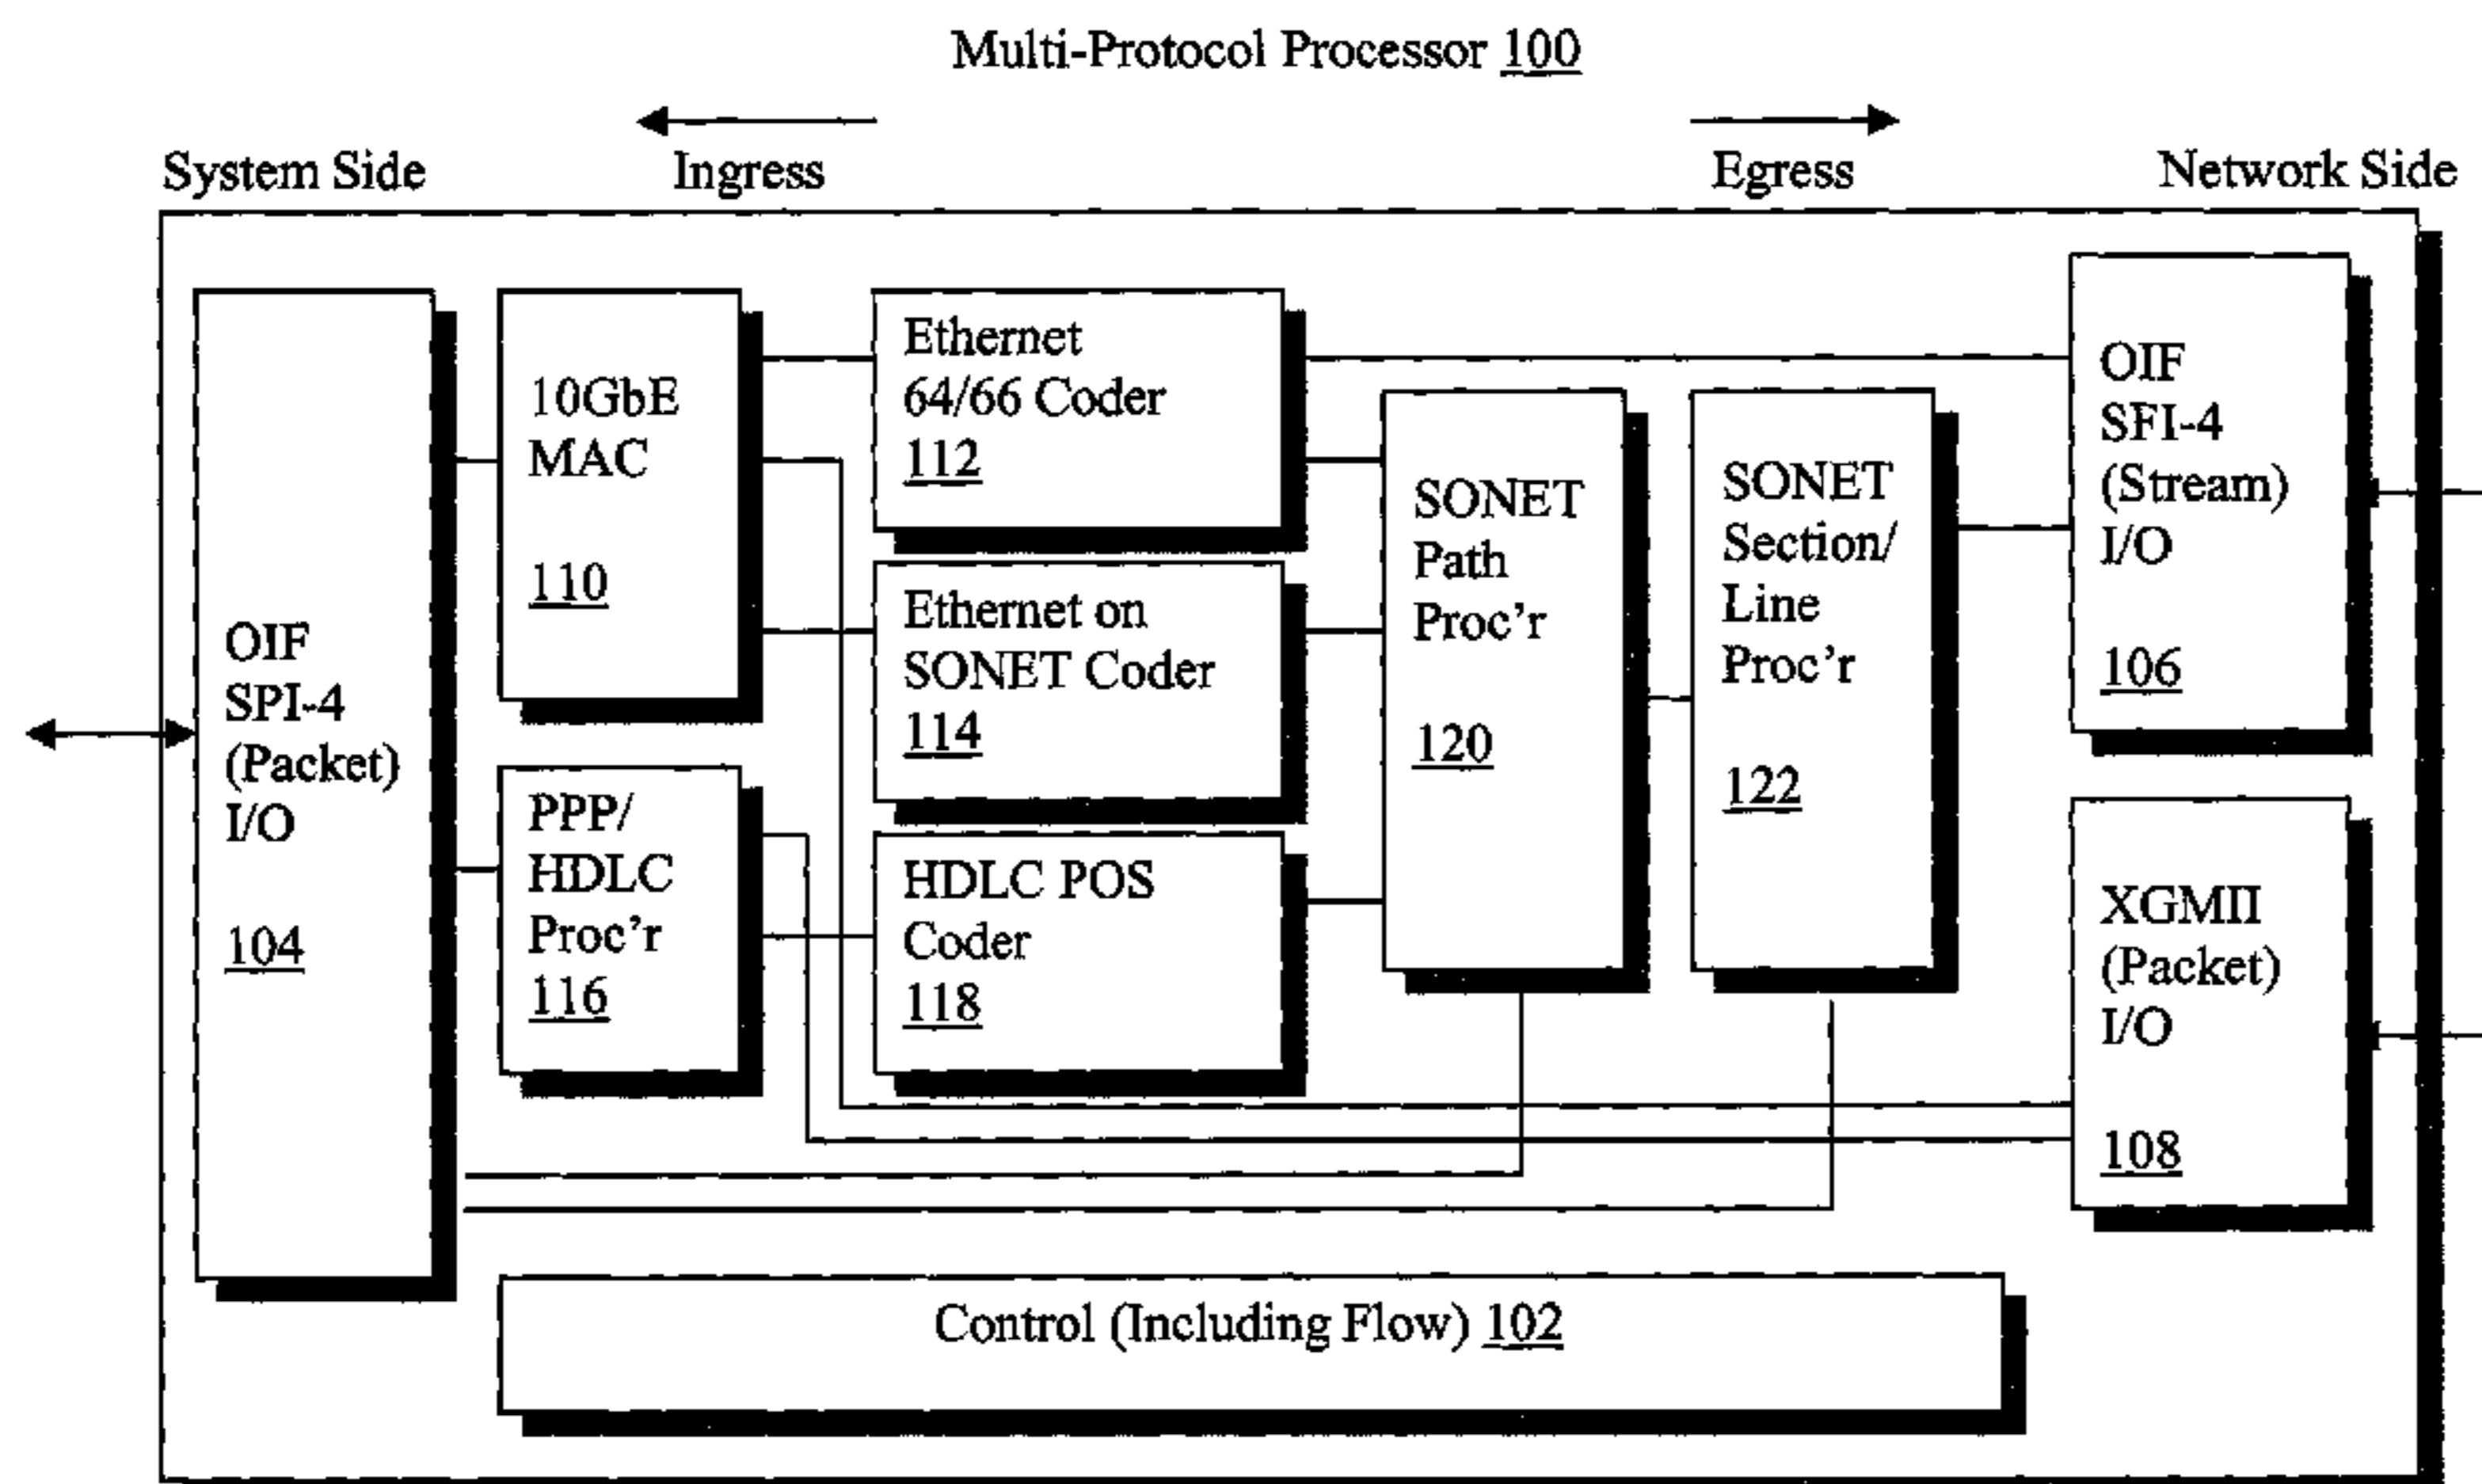 Multi-Protocol Processor 100
System Side
Ingress
Egress
Network Side
OIF
SPI-4
(Packet)
I/O
104
10GbE
MAC
110
PPP/
HDLC
Proc'r
116
Ethernet
64/66 Coder
112
Ethernet on
SONET Coder
114
HDLC POS
Coder
118
SONET
Path
Proc'r
120
SONET
Section/
Line
Proc'r
122
OIF
SFI-4
(Stream)
I/O
106
XGMII
(Packet)
I/O
108
Control (Including Flow) 102